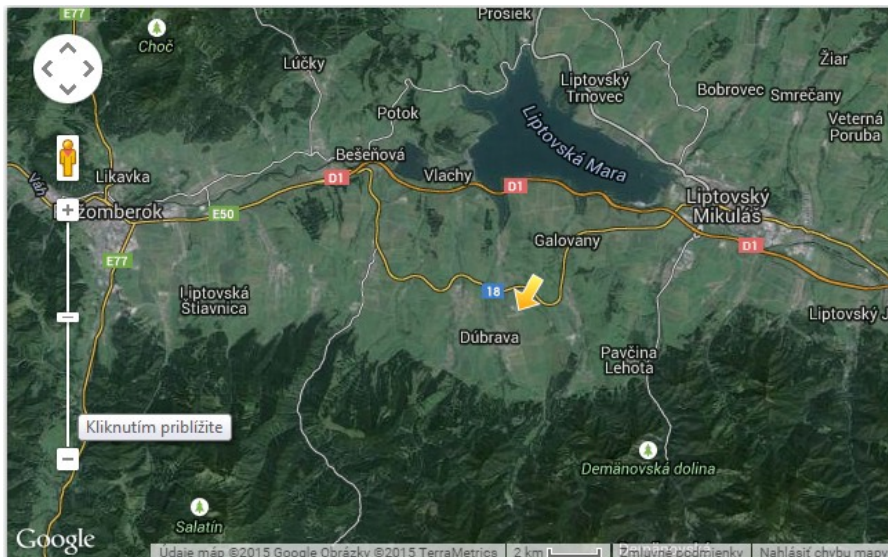 E77
Choč
Prosiek
Lúčky
Liptovský
Trnovec
Žiar
Bobrovec
Smrečany
Potok
Veterná
Poruba
Liptovská Mara
Bešeňová
Likavka
D1
Vlachy
D1
Váh
Liptovský
Mikuláš
E50
Galovany
D1
E77
18
Liptovská
Štiavnica
Liptovský J
Dúbrava
Pavčina
Lehota
Kliknutím priblížite
Demänovská dolina
Salatín
Google
Údaje máp ©2015 Google Obrázky ©2015 TerraMetrics
2 km
Zmluvné podmienky
Nahlásiť chybu mapy